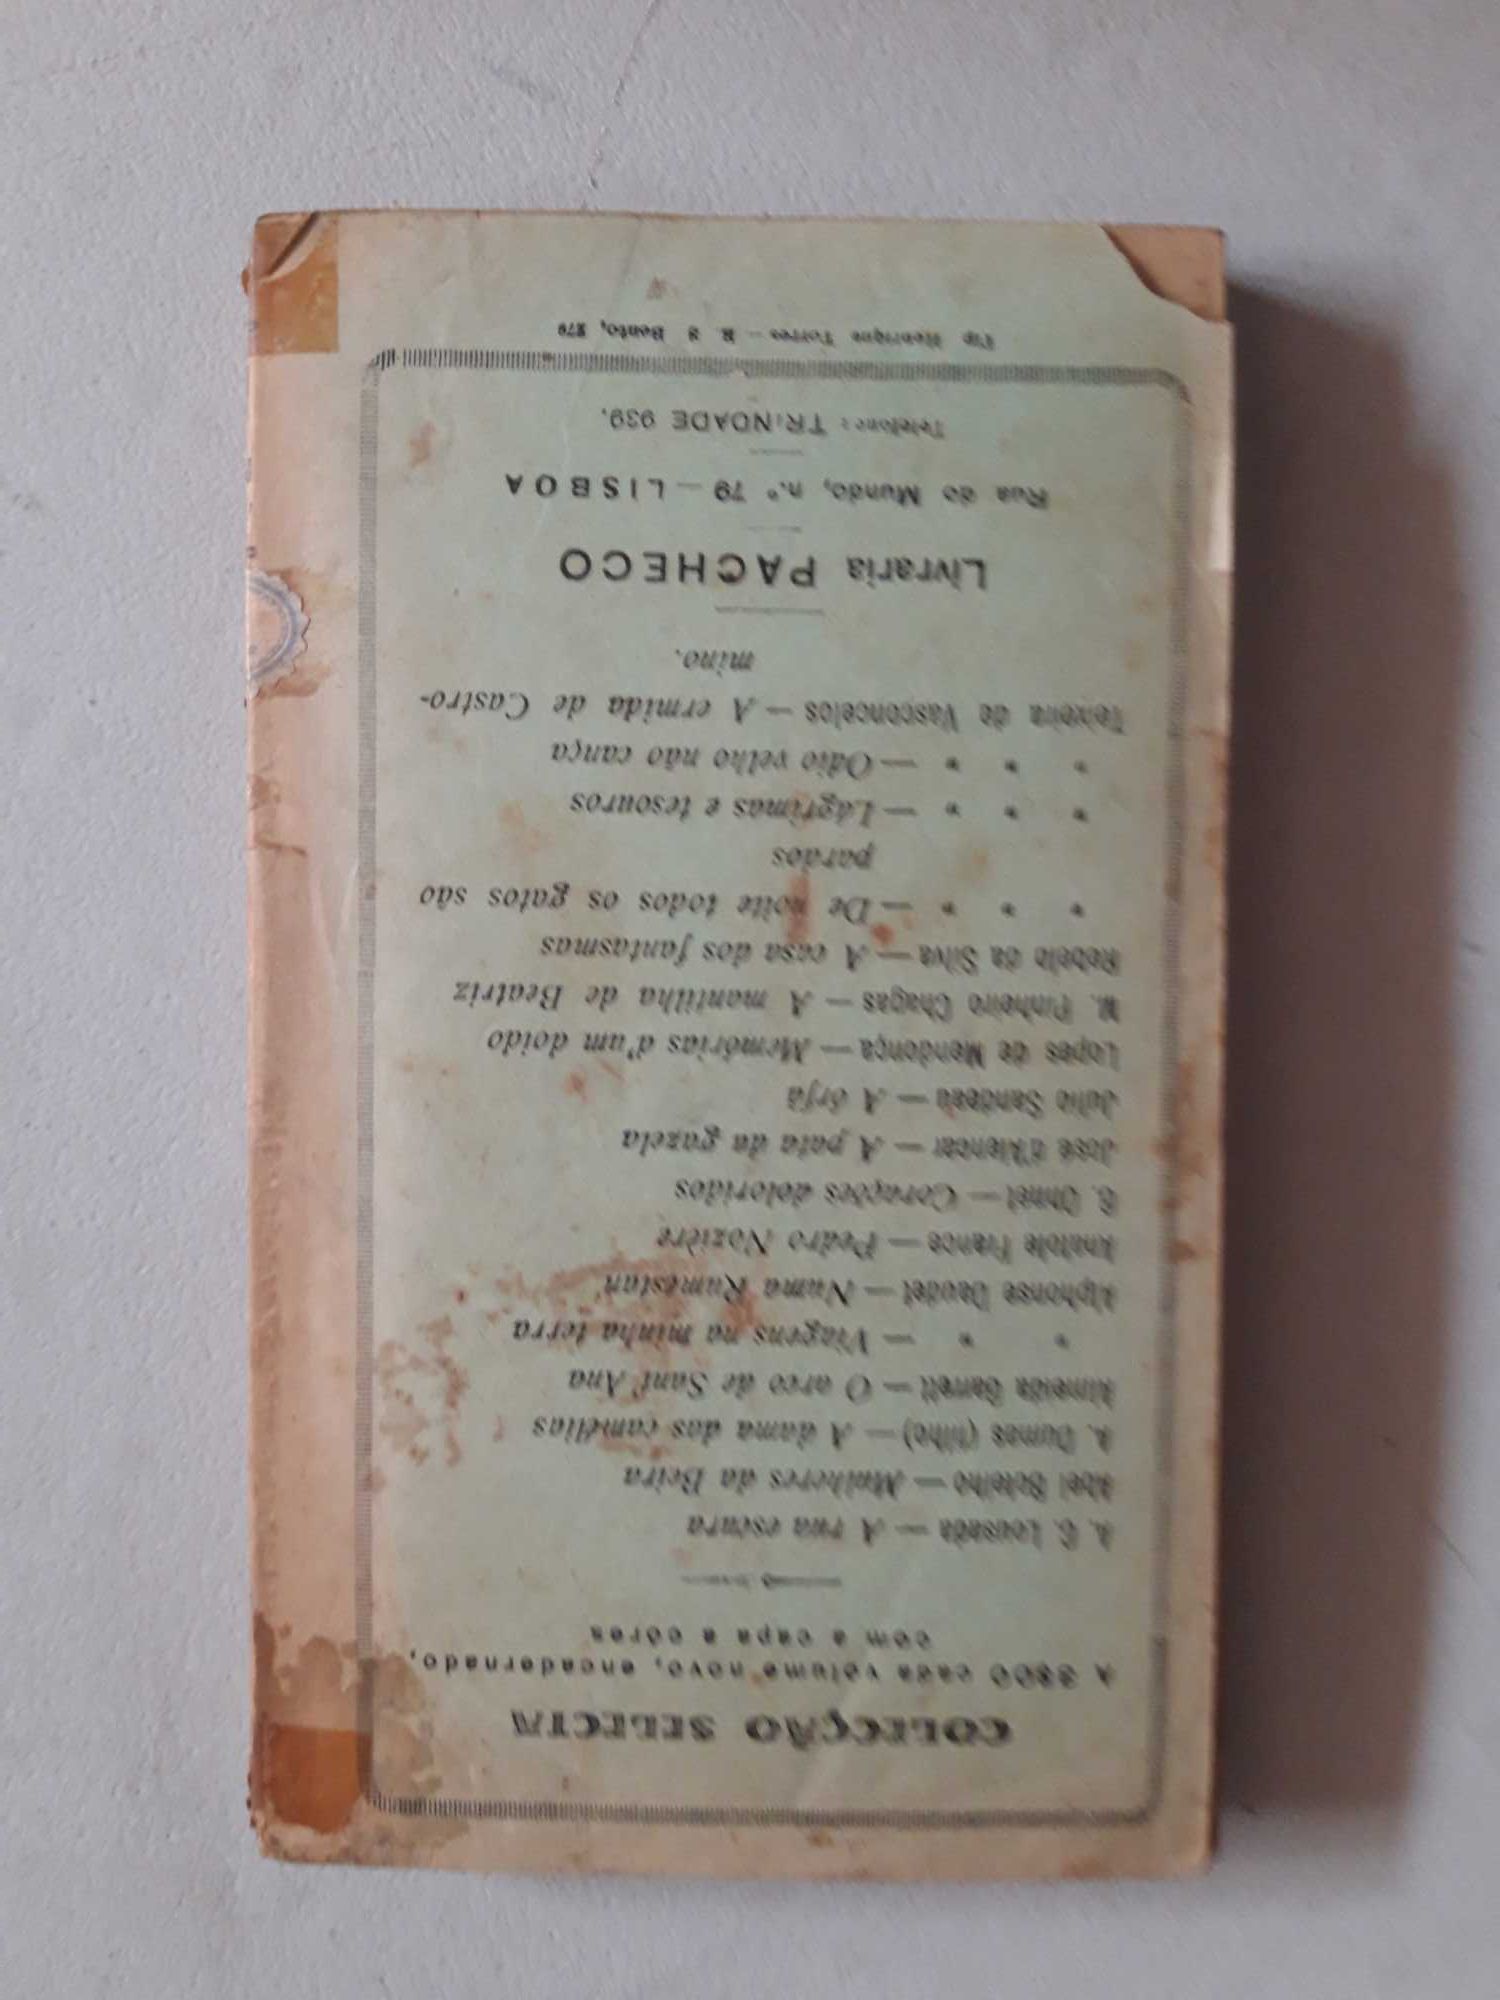 COLECÇÃO SELECTA
A 3$00 cada volume novo, encadernado,
com a capa a côres
A. C. Lousada — A rua escura
Abel Botelho — Mulheres da Beira
A. Dumas (filho) — A dama das camélias
Almeida Garrett — O arco de Sant'Ana
» » — Viagens na minha terra
Alphonse Daudet — Numa Rumestan
Anatole France — Pedro Nozière
G. Ohnet — Corações doloridos
José d'Alencar — A pata da gazela
Julio Sandeau — A órfã
Lopes de Mendonça — Memórias d'um doido
M. Pinheiro Chagas — A mantilha de Beatriz
Rebelo da Silva — A casa dos fantasmas
» » » — De noite todos os gatos são
pardos
» » » — Lágrimas e tesouros
» » » — Odio velho não cança
Teixeira de Vasconcelos — A ermida de Castro-
mino.
Livraria PACHECO
Rua do Mundo, n.º 79 — LISBOA
Telefone: TRINDADE 939.
Tip Henrique Torres — R. S Bento, 279